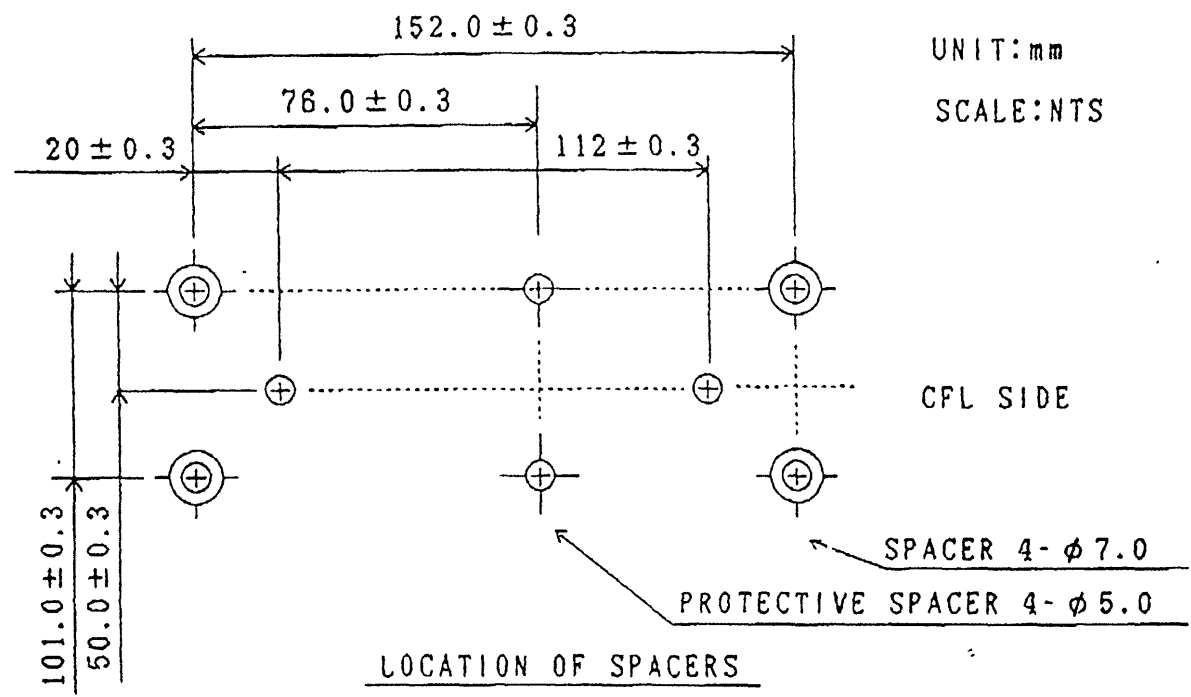 152.0±0.3
UNIT:mm
76.0±0.3
SCALE:NTS
20±0.3
112±0.3
CFL SIDE
101.0±0.3
50.0±0.3
SPACER 4-φ7.0
PROTECTIVE SPACER 4-φ5.0
LOCATION OF SPACERS